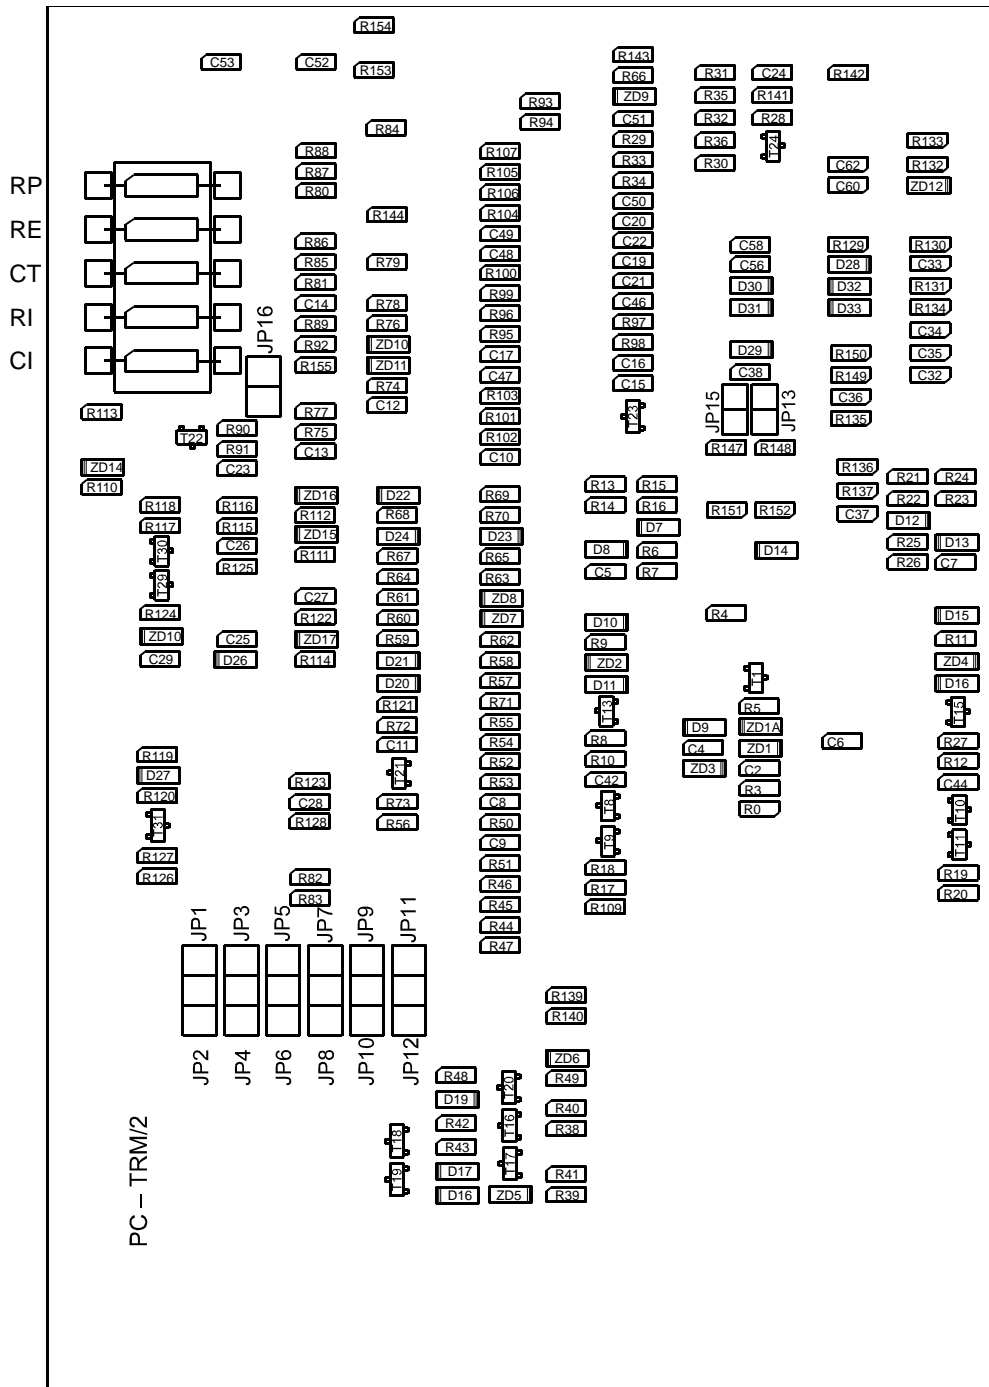 R154
C53 C52
R153
R143
R66
R31 C24 R142
ZD9
R93
R35 R141
R94
C51
R32 R28
R84
R29
R36 T24 R133
R88 R107
R33
R30
C62 R132
R87 R105
R34
RP
R80 R106
C60 ZD12
C50
R144 R104
C20
RE
C49
R86
C22
C58 R129 R130
C48
R85 R79
C19
C56 D28 C33
CT
R100
R81
C21
D30 D32 R131
R99
C14 R78
C46
D31 D33 R134
RI
R96
R89 R76
R97
C34
R95
JP16
R92 ZD10
R98
D29 R150 C35
C17
CI
R155 ZD11
C16
C38 R149 C32
C47
R74
C15
R103
C36
C12
JP15 JP13
R113
R77
R101
T23
R135
R90
R75
T22
R102
R91
C13
C10
R147 R148
ZD14
C23
R136
R21 R24
R110
R13 R15
R137
ZD16 D22 R69
R22 R23
R118 R116
R14 R16
R151 R152 C37
R112 R68 R70
D12
R117 R115
D7
ZD15 D24 D23
C26
R25 D13
T30
D8 R6
D14
R111 R67 R65
R125
R26 C7
C5 R7
R64 R63
T29
C27 R61 ZD8
R124
R4
R122 R60 ZD7
D10
D15
ZD10 C25 ZD17 R59 R62
R9
R11
C29 D26 R114 D21 R58
ZD2
ZD4
D20 R57
D11
T1
D16
R121 R71
T13
R5
T15
R72 R55
D9 ZD1A
C11 R54
R8
C4 ZD1
C6
R27
R119
R52
R10
ZD3 C2
R12
D27
T21
R123 R53
C42
R3
C44
R120
C28 R73 C8
T8
R0
T10
T31
R128 R56 R50
C9
T9
T11
R127
R51
R18
R19
R126
R82 R46
R17
R20
R83
R45
R109
JP1 JP3 JP5 JP7 JP9 JP11
R44
R47
R139
R140
JP2 JP4 JP6 JP8 JP10 JP12
ZD6
R48
R49
T20
D19
R40
R42
T16
R38
T18
R43
T17
D17
R41
T19
D16 ZD5 R39
PC – TRM/2